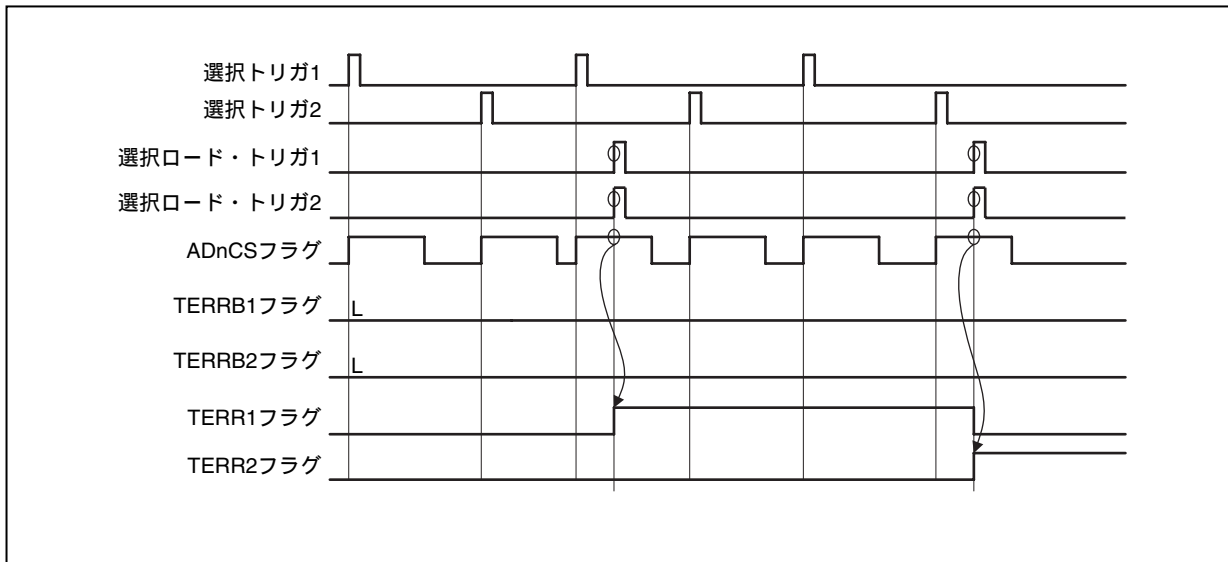 選択トリガ1
選択トリガ2
選択ロード・トリガ1
選択ロード・トリガ2
ADnCSフラグ
TERRB1フラグ
L
TERRB2フラグ
L
TERR1フラグ
TERR2フラグ